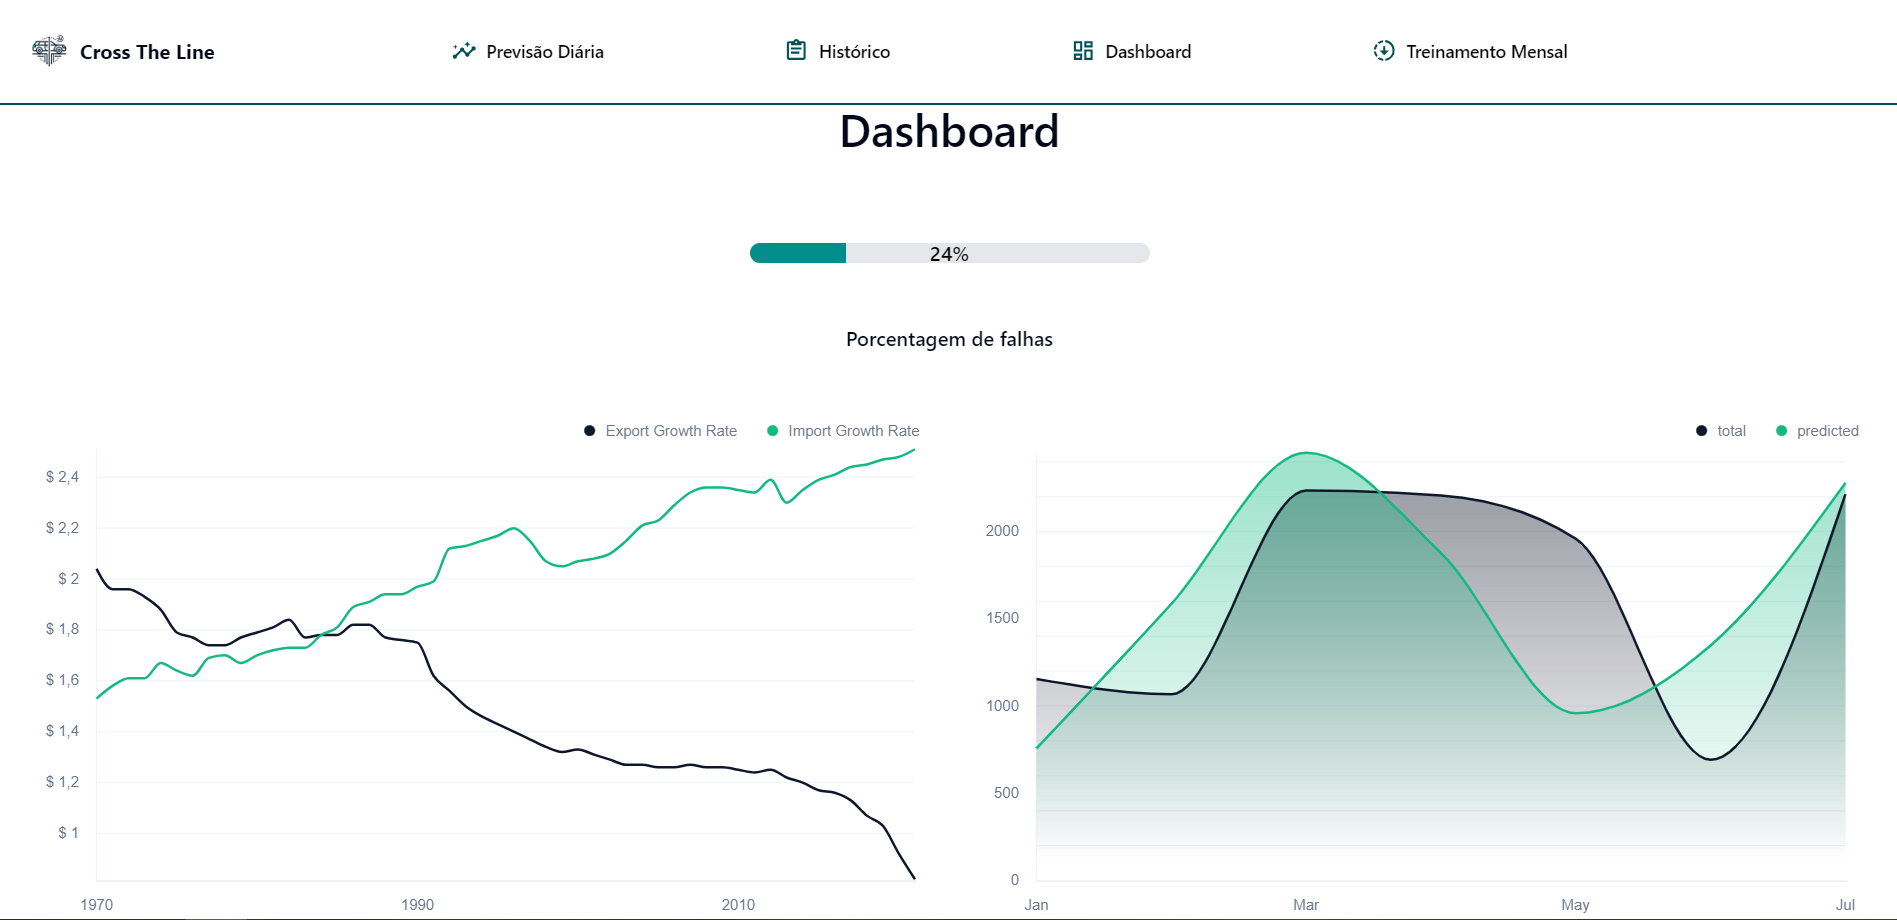 Cross The Line
Previsão Diária
Histórico
Dashboard
Treinamento Mensal
Dashboard
24%
Porcentagem de falhas
Export Growth Rate
Import Growth Rate
$ 2,4
$ 2,2
$ 2
$ 1,8
$ 1,6
$ 1,4
$ 1,2
$ 1
1970
1990
2010
total
predicted
2000
1500
1000
500
0
Jan
Mar
May
Jul